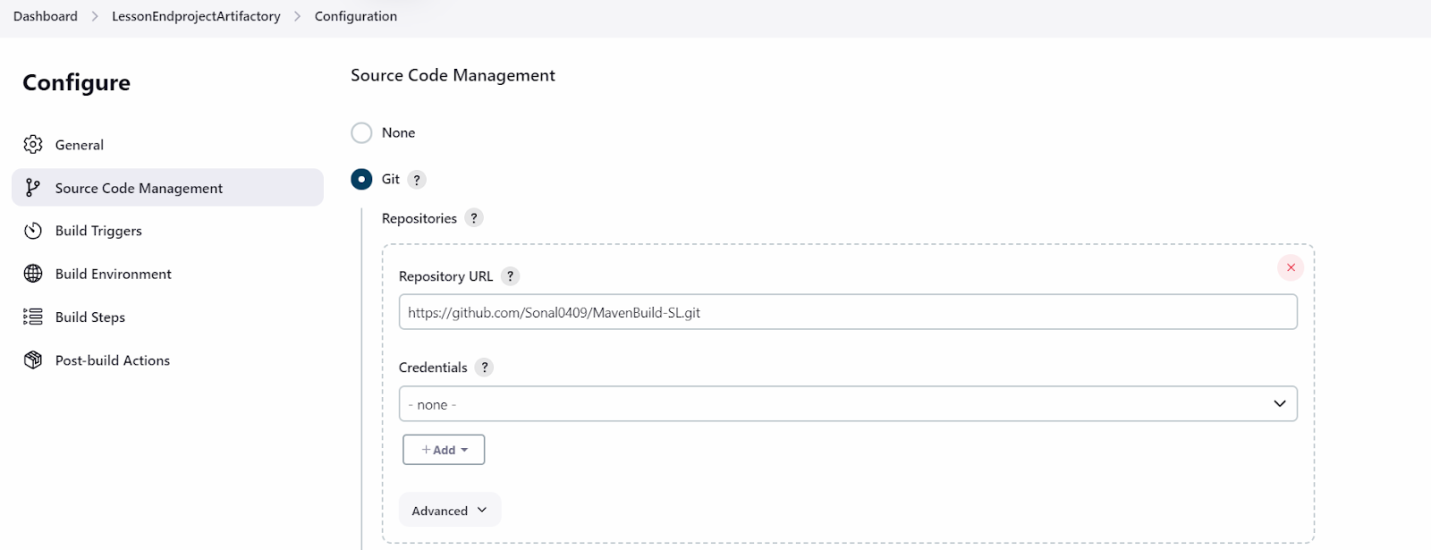 Dashboard > LessonEndprojectArtifactory > Configuration
Configure
General
Source Code Management
Build Triggers
Build Environment
Build Steps
Post-build Actions
Source Code Management
None
Git ?
Repositories ?
Repository URL ?
https://github.com/Sonal0409/MavenBuild-SL.git
Credentials ?
- none -
+ Add
Advanced